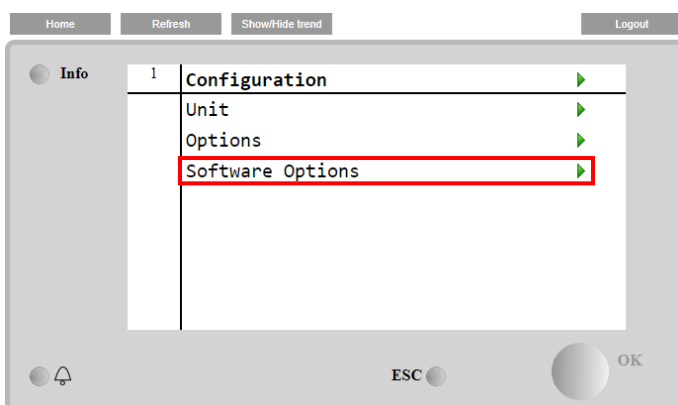 Home Refresh Show/Hide trend Logout
Info
1 Configuration
Unit
Options
Software Options
ESC
OK